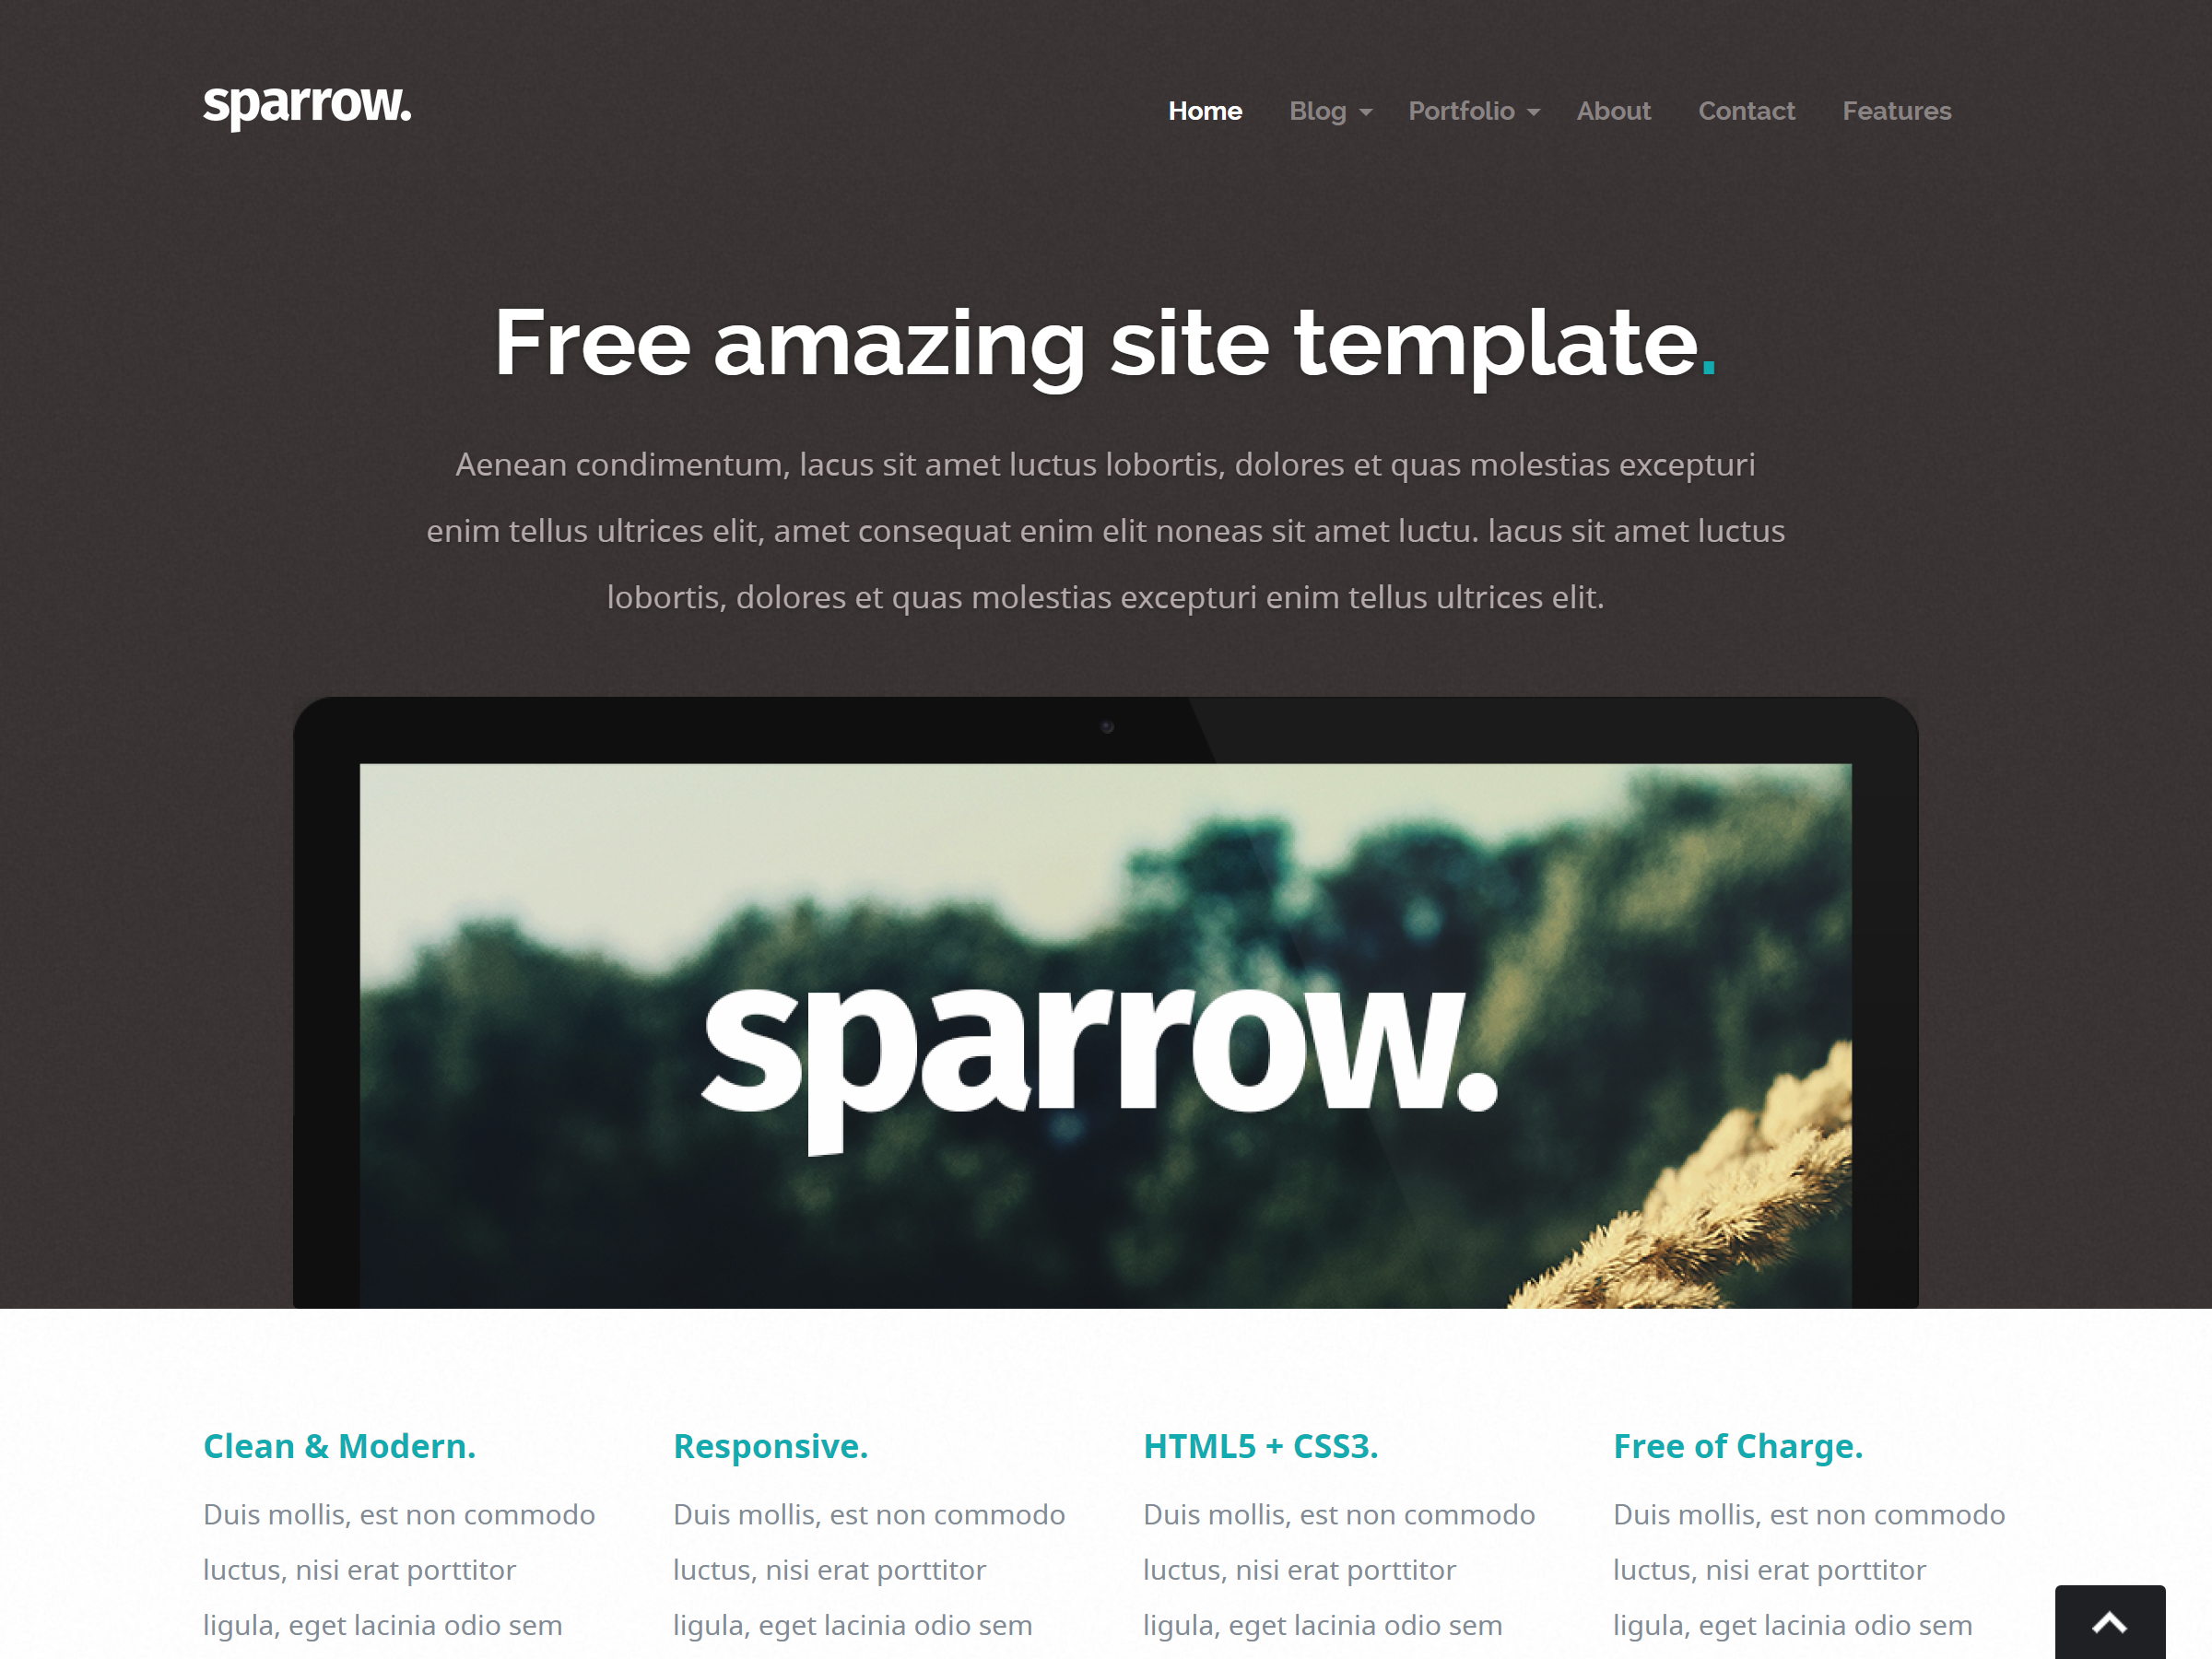 sparrow.
Home Blog Portfolio About Contact Features
Free amazing site template.
Aenean condimentum, lacus sit amet luctus lobortis, dolores et quas molestias excepturi
enim tellus ultrices elit, amet consequat enim elit noneas sit amet luctu. lacus sit amet luctus
lobortis, dolores et quas molestias excepturi enim tellus ultrices elit.
sparrow.
Clean & Modern.
Duis mollis, est non commodo
luctus, nisi erat porttitor
ligula, eget lacinia odio sem
Responsive.
Duis mollis, est non commodo
luctus, nisi erat porttitor
ligula, eget lacinia odio sem
HTML5 + CSS3.
Duis mollis, est non commodo
luctus, nisi erat porttitor
ligula, eget lacinia odio sem
Free of Charge.
Duis mollis, est non commodo
luctus, nisi erat porttitor
ligula, eget lacinia odio sem